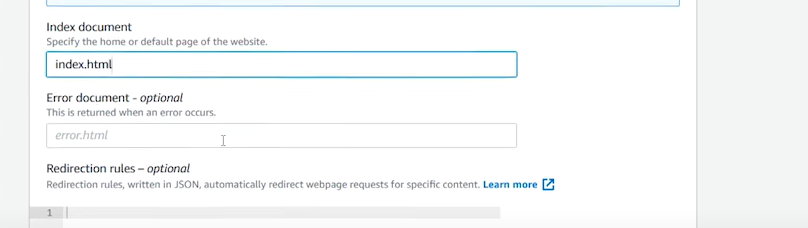 Index document
Specify the home or default page of the website.
index.html
Error document - optional
This is returned when an error occurs.
error.html
Redirection rules – optional
Redirection rules, written in JSON, automatically redirect webpage requests for specific content. Learn more
1